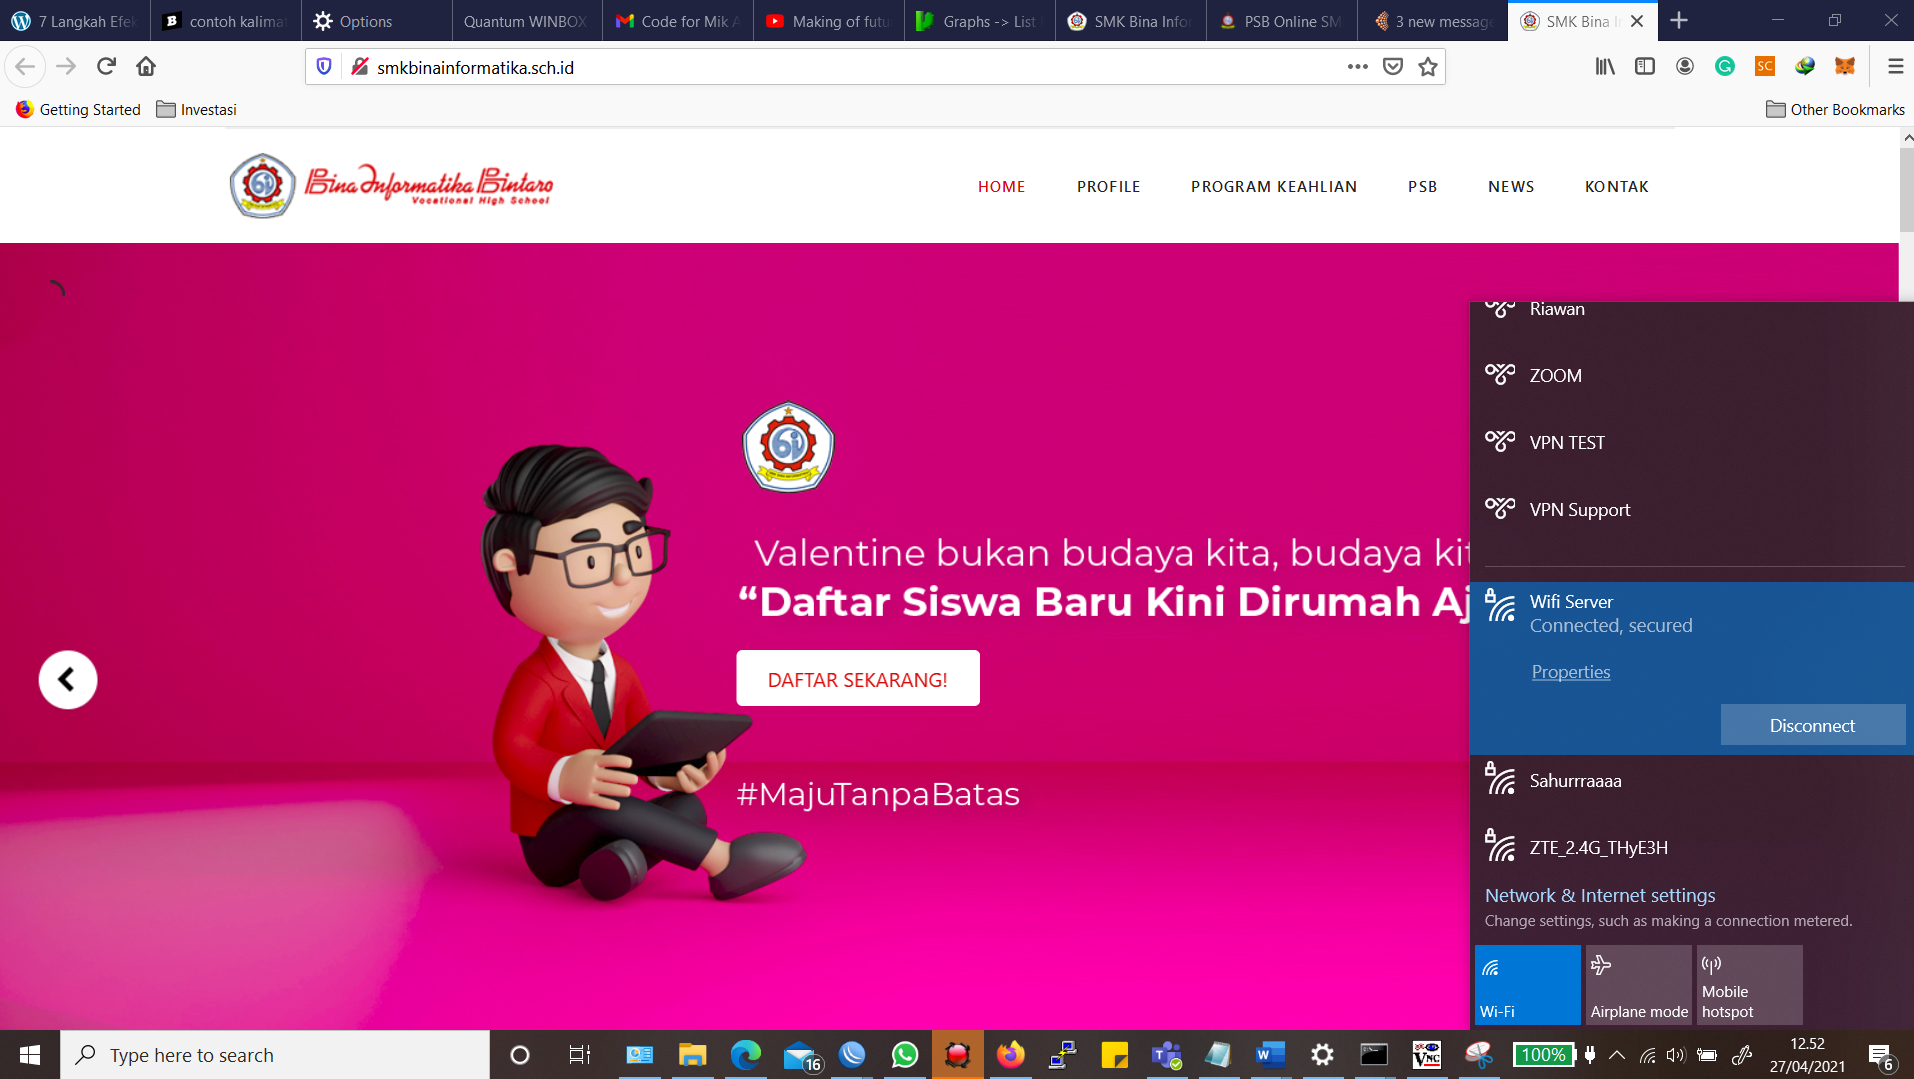 7 Langkah Efek
contoh kalima
Options
Quantum WINBOX
Code for Mik
Making of futu
Graphs -> List
SMK Bina Infor
PSB Online SM
3 new message
SMK Bina I
smkbinainformatika.sch.id
SC
Getting Started
Investasi
Other Bookmarks
Bina Informatika Bintaro
Vocational High School
HOME
PROFILE
PROGRAM KEAHLIAN
PSB
NEWS
KONTAK
Valentine bukan budaya kita, budaya kit
“Daftar Siswa Baru Kini Dirumah Aj
DAFTAR SEKARANG!
#MajuTanpaBatas
Riawan
ZOOM
VPN TEST
VPN Support
Wifi Server
Connected, secured
Properties
Disconnect
Sahurrraaaa
ZTE_2.4G_THyE3H
Network & Internet settings
Change settings, such as making a connection metered.
Wi-Fi
Airplane mode
Mobile
hotspot
Type here to search
16
VNC
100%
12.52
27/04/2021
6